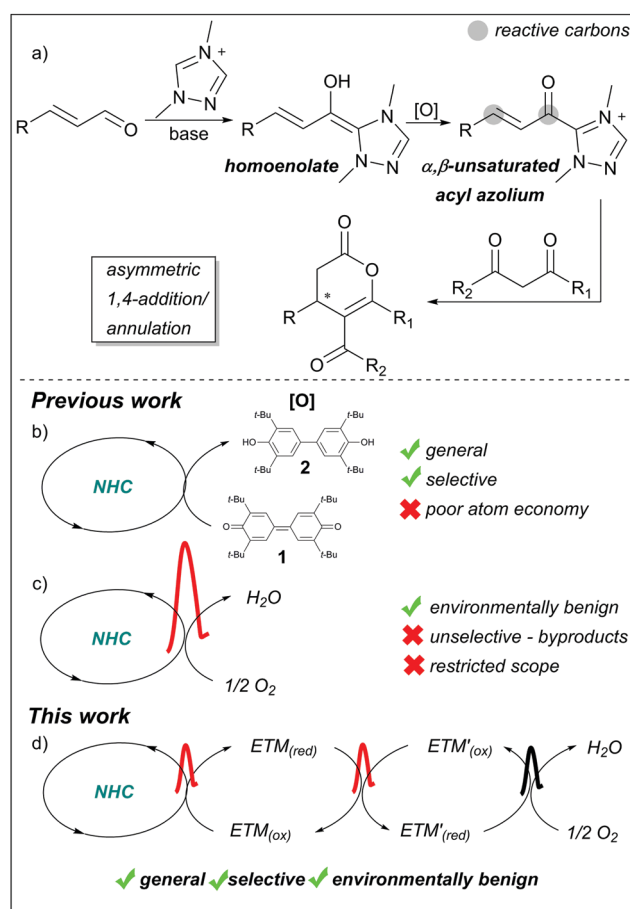 reactive carbons
a)
N
+
N
N
R
O
base
OH
R
N
N
N
homoenolate
[O]
O
R
N
+
N
N
α,β-unsaturated
acyl azolium
asymmetric
1,4-addition/
annulation
O
O
R
*
R1
O
R2
O O
R2 R1
Previous work
b)
[O]
NHC
t-Bu t-Bu
HO OH
t-Bu t-Bu
2
t-Bu t-Bu
O O
t-Bu t-Bu
1
general
selective
poor atom economy
c)
NHC
H2O
1/2 O2
environmentally benign
unselective - byproducts
restricted scope
This work
d)
NHC
ETM(red) ETM'(ox) H2O
ETM(ox) ETM'(red) 1/2 O2
general selective environmentally benign